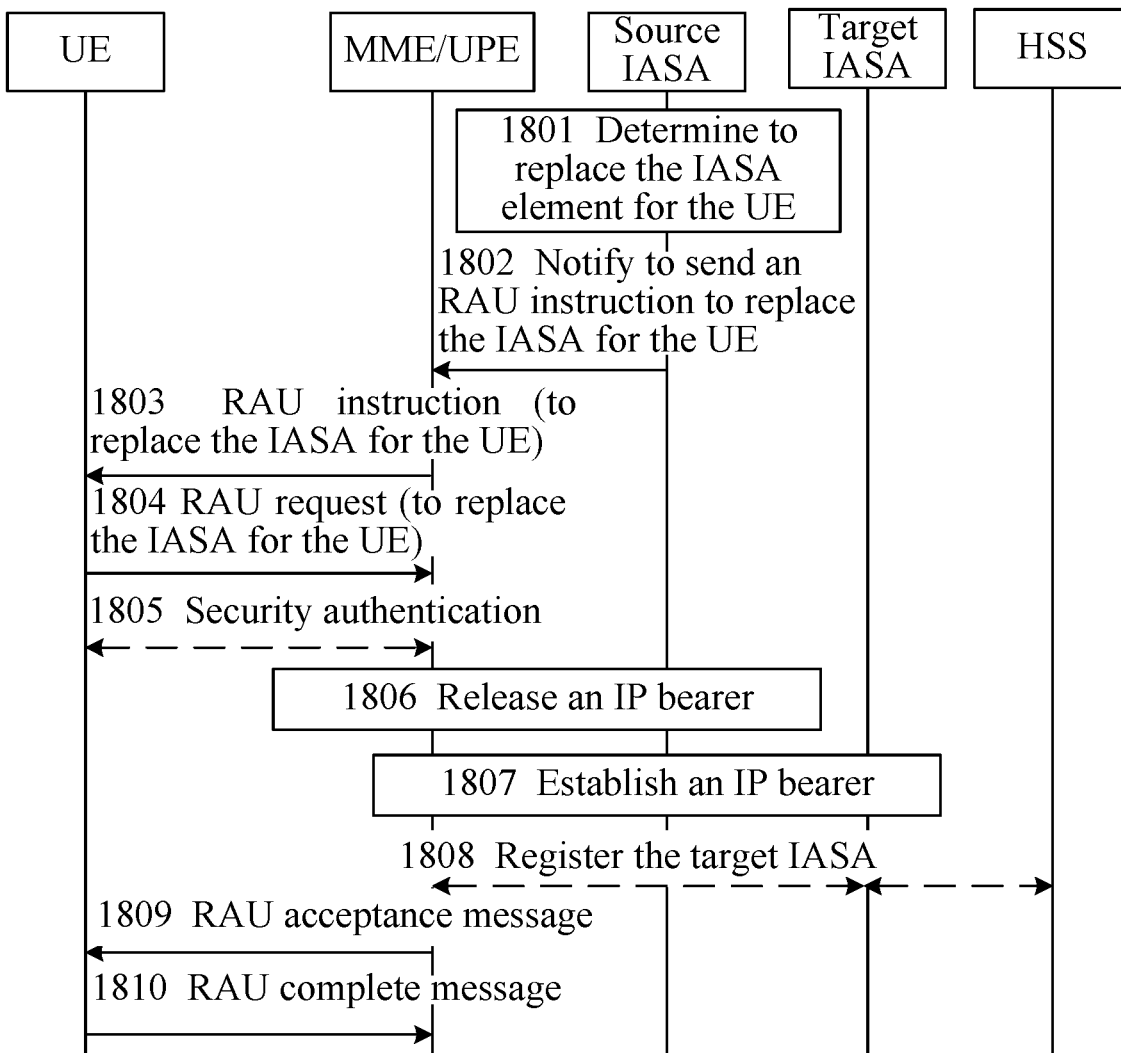 UE
MME/UPE
Source
IASA
Target
IASA
HSS
1801 Determine to
replace the IASA
element for the UE
1802 Notify to send an
RAU instruction to replace
the IASA for the UE
1803 RAU instruction (to
replace the IASA for the UE)
1804 RAU request (to replace
the IASA for the UE)
1805 Security authentication
1806 Release an IP bearer
1807 Establish an IP bearer
1808 Register the target IASA
1809 RAU acceptance message
1810 RAU complete message